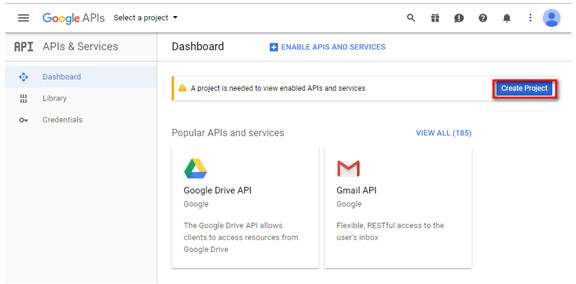 Google APIs Select a project
API APIs & Services
Dashboard
Library
Credentials
Dashboard ENABLE APIS AND SERVICES
A project is needed to view enabled APIs and services Create Project
Popular APIs and services VIEW ALL (185)
Google Drive API
Google
The Google Drive API allows
clients to access resources from
Google Drive
Gmail API
Google
Flexible, RESTful access to the
user's inbox